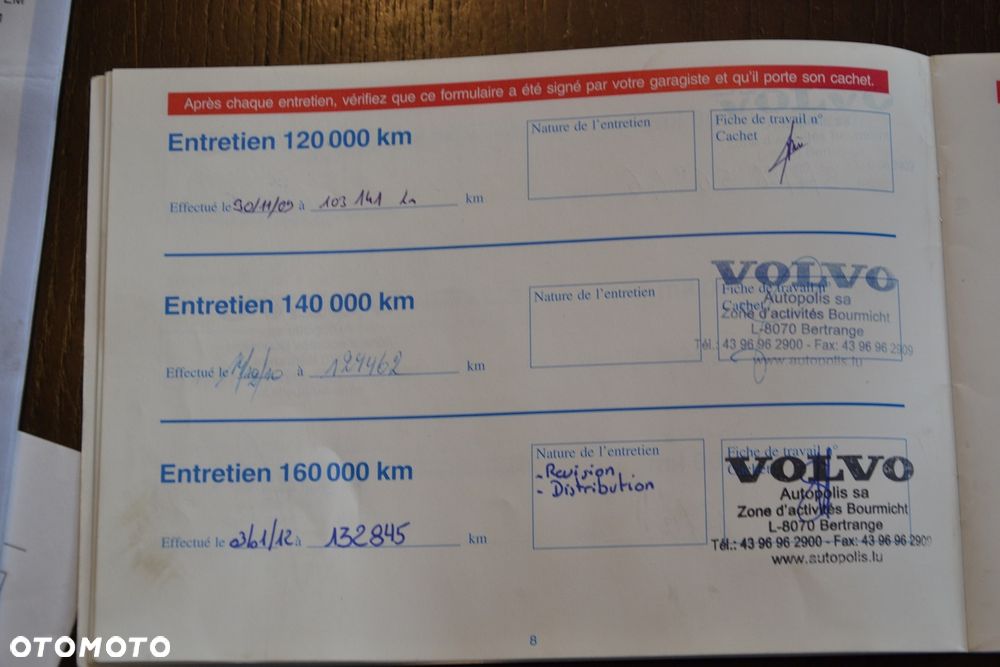 Après chaque entretien, vérifiez que ce formulaire a été signé par votre garagiste et qu'il porte son cachet.
Entretien 120 000 km
Nature de l'entretien
Fiche de travail n°
Cachet
Effectué le 30/11/09 à 103 141 km km
Entretien 140 000 km
Nature de l'entretien
Fiche de travail n°
Cachet
VOLVO
Autopolis sa
Zone d'activités Bourmicht
L-8070 Bertrange
Tél.: 43 96 96 2900 - Fax: 43 96 96 2909
www.autopolis.lu
Effectué le à 129462 km
Entretien 160 000 km
Nature de l'entretien
- Revision
- Distribution
Fiche de travail n°
VOLVO
Autopolis sa
Zone d'activités Bourmicht
L-8070 Bertrange
Tél.: 43 96 96 2900 - Fax: 43 96 96 2909
www.autopolis.lu
Effectué le à 132845 km
8
OTOMOTO